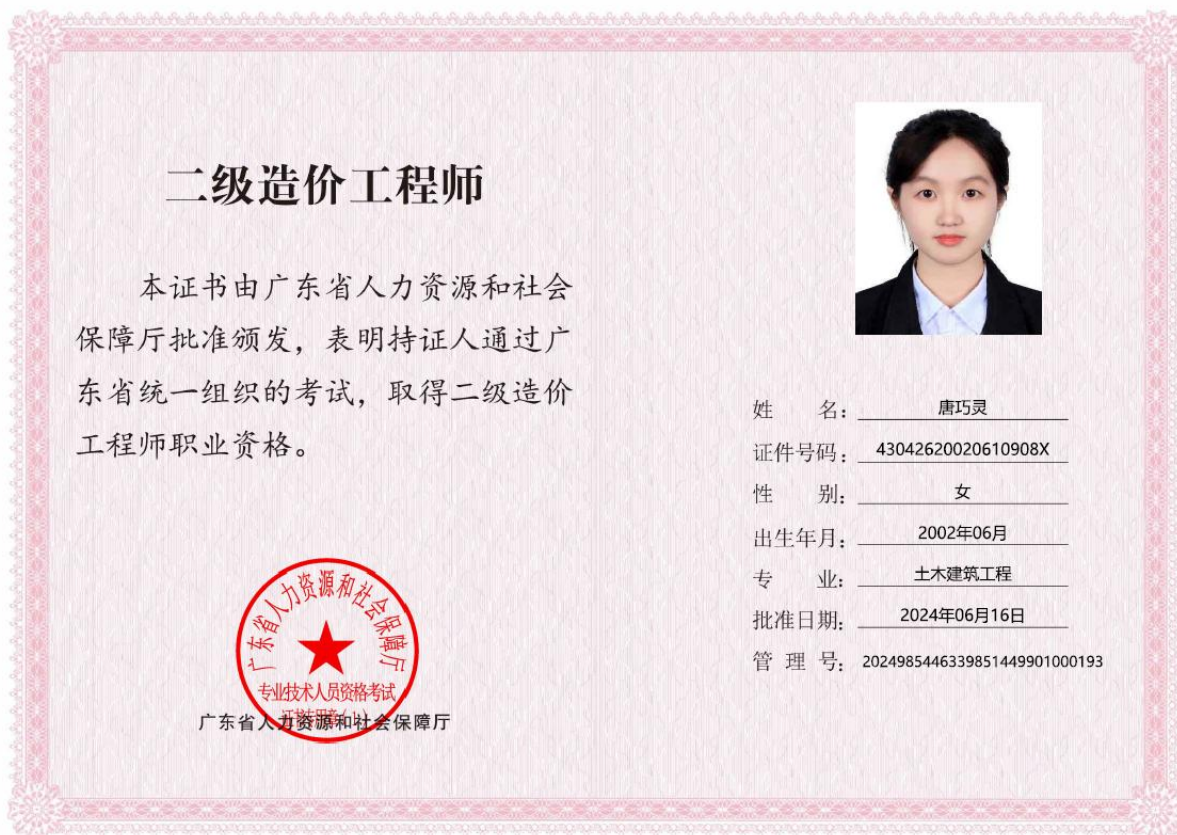 二级造价工程师
本证书由广东省人力资源和社会
保障厅批准颁发，表明持证人通过广
东省统一组织的考试，取得二级造价
工程师职业资格。
广东省人力资源和社会保障厅
专业技术人员资格考试
证书专用章(1)
广东省人力资源和社会保障厅
姓 名： 唐巧灵
证件号码： 43042620020610908X
性 别： 女
出生年月： 2002年06月
专 业： 土木建筑工程
批准日期： 2024年06月16日
管 理 号： 2024985446339851449901000193